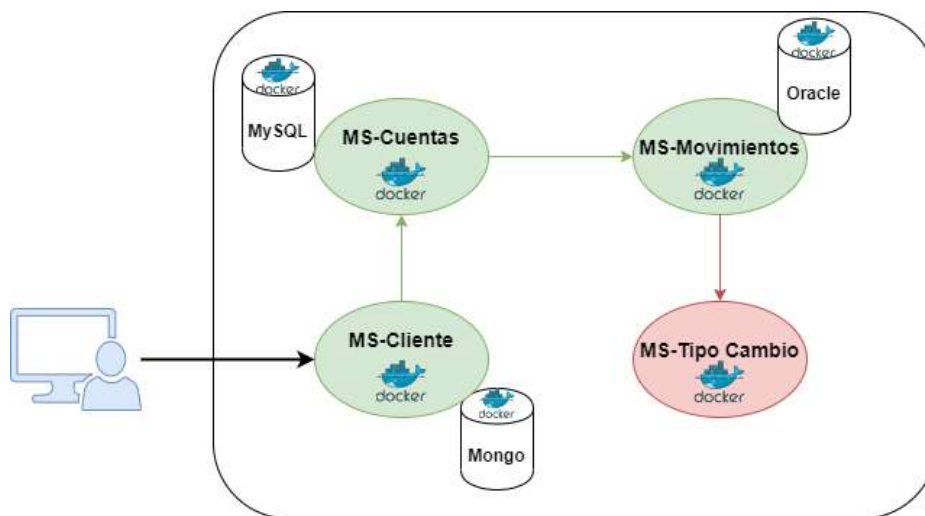 docker
MySQL
MS-Cuentas
docker
docker
Oracle
MS-Movimientos
docker
MS-Cliente
docker
docker
Mongo
MS-Tipo Cambio
docker